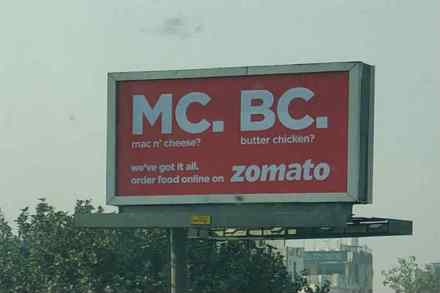 MC. BC.
mac n' cheese? butter chicken?
we've got it all.
order food online on zomato